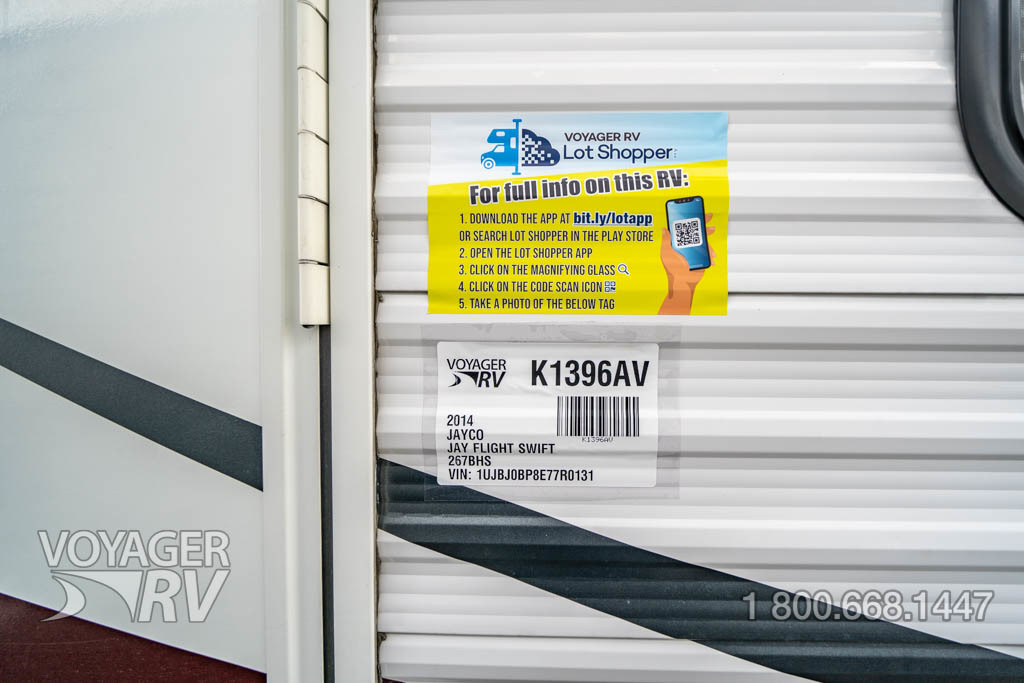 VOYAGER RV
Lot Shopper
For full info on this RV:
1. DOWNLOAD THE APP AT bit.ly/lotapp
OR SEARCH LOT SHOPPER IN THE PLAY STORE
2. OPEN THE LOT SHOPPER APP
3. CLICK ON THE MAGNIFYING GLASS
4. CLICK ON THE CODE SCAN ICON
5. TAKE A PHOTO OF THE BELOW TAG
VOYAGER
RV
K1396AV
K1396AV
2014
JAYCO
JAY FLIGHT SWIFT
267BHS
VIN: 1UJBJ0BP8E77R0131
VOYAGER
RV
1 800.668.1447